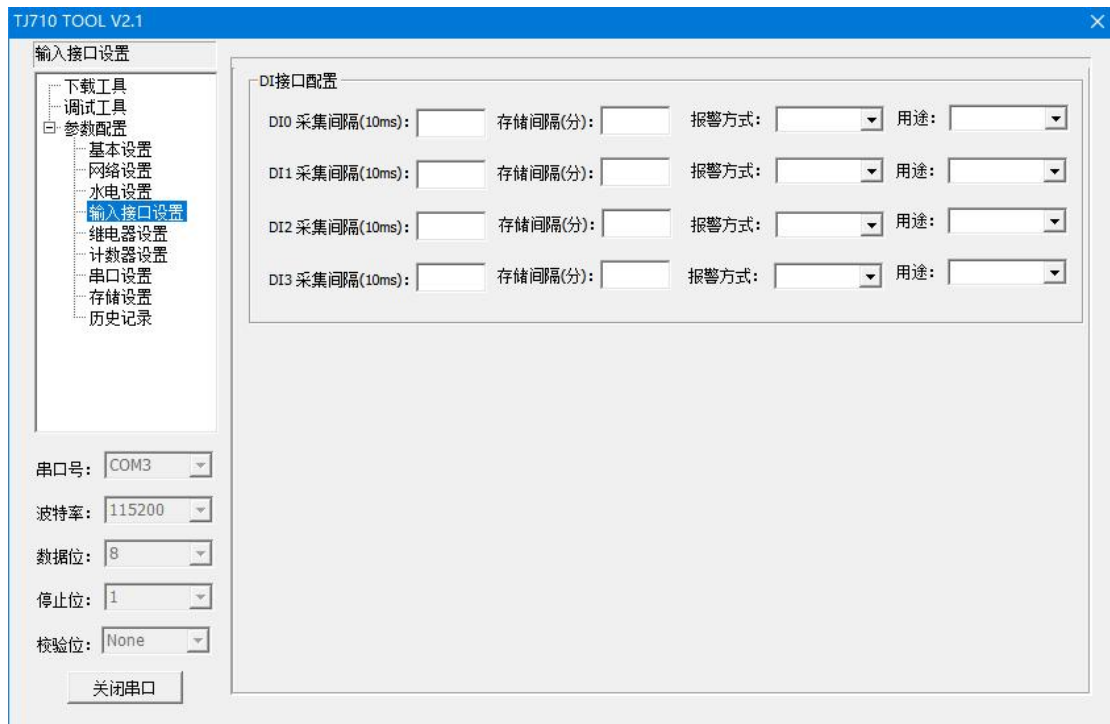 TJ710 TOOL V2.1
输入接口设置
下载工具
调试工具
参数配置
基本设置
网络设置
水电设置
输入接口设置
继电器设置
计数器设置
串口设置
存储设置
历史记录
串口号： COM3
波特率： 115200
数据位： 8
停止位： 1
校验位： None
关闭串口
DI接口配置
DI0 采集间隔(10ms)： 存储间隔(分)： 报警方式： 用途：
DI1 采集间隔(10ms)： 存储间隔(分)： 报警方式： 用途：
DI2 采集间隔(10ms)： 存储间隔(分)： 报警方式： 用途：
DI3 采集间隔(10ms)： 存储间隔(分)： 报警方式： 用途：